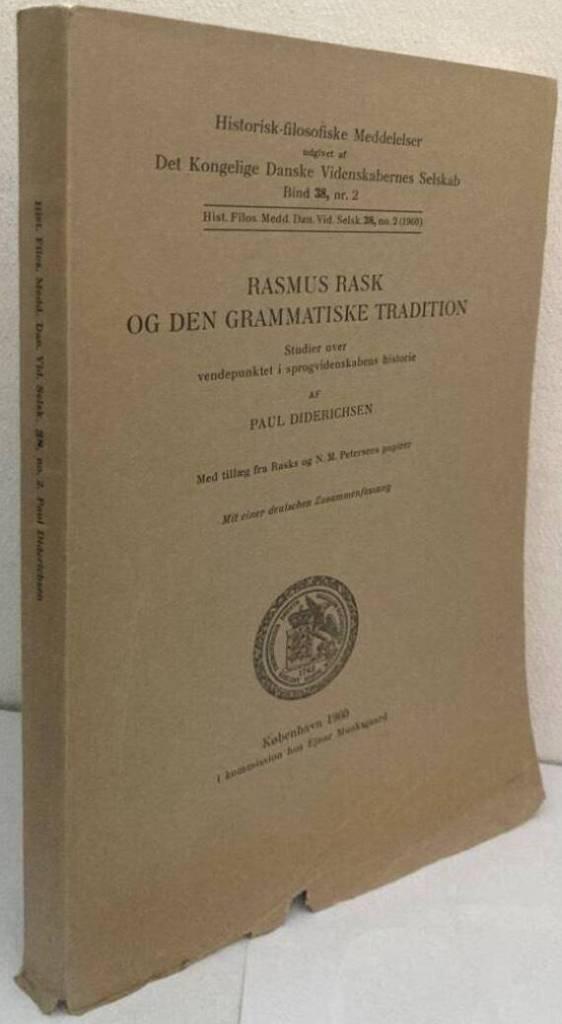 Historisk-filosofiske Meddelelser
udgivet af
Det Kongelige Danske Videnskabernes Selskab
Bind 38, nr. 2
Hist. Filos. Medd. Dan. Vid. Selsk. 38, no. 2 (1960)
RASMUS RASK
OG DEN GRAMMATISKE TRADITION
Studier over
vendepunktet i sprogvidenskabens historie
AF
PAUL DIDERICHSEN
Med tillæg fra Rasks og N. M. Petersens papirer
Mit einer deutschen Zusammenfassung
1742
København 1960
i kommission hos Ejnar Munksgaard
Hist. Filos. Medd. Dan. Vid. Selsk. 38, no. 2. Paul Diderichsen